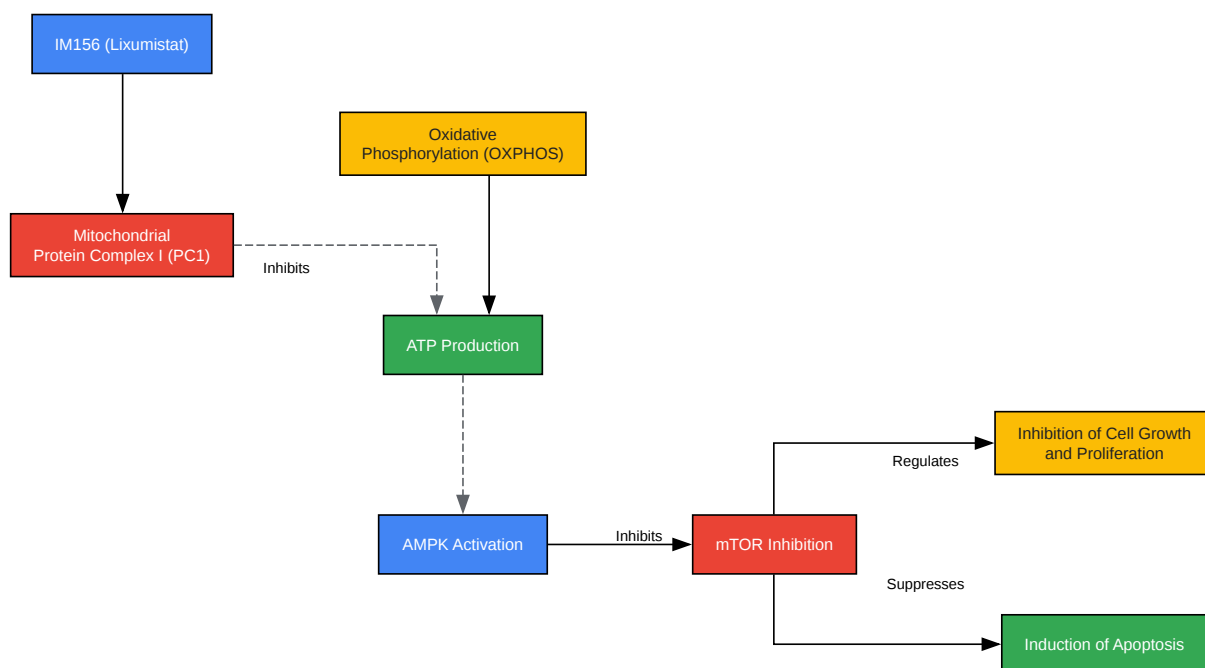 IM156 (Lixumistat)
Oxidative
Phosphorylation (OXPHOS)
Mitochondrial
Protein Complex I (PC1)
Inhibits
ATP Production
Inhibition of Cell Growth
and Proliferation
Regulates
AMPK Activation
Inhibits
mTOR Inhibition
Suppresses
Induction of Apoptosis